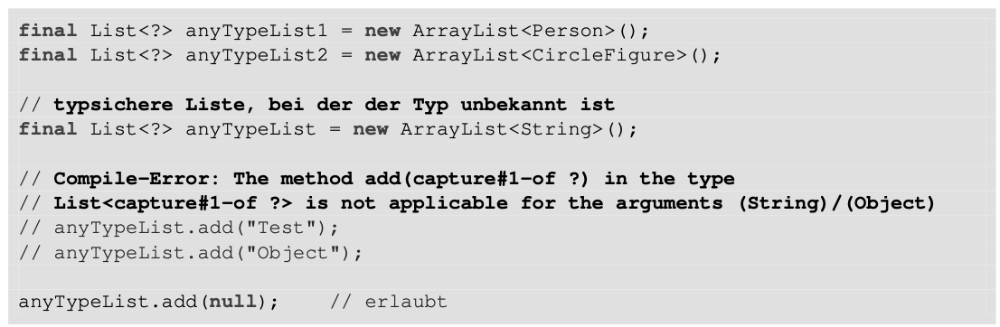 final List<?> anyTypeList1 = new ArrayList<Person>();
final List<?> anyTypeList2 = new ArrayList<CircleFigure>();
// typsichere Liste, bei der der Typ unbekannt ist
final List<?> anyTypeList = new ArrayList<String>();
// Compile-Error: The method add(capture#1-of ?) in the type
// List<capture#1-of ?> is not applicable for the arguments (String)/(Object)
// anyTypeList.add("Test");
// anyTypeList.add("Object");
anyTypeList.add(null); // erlaubt